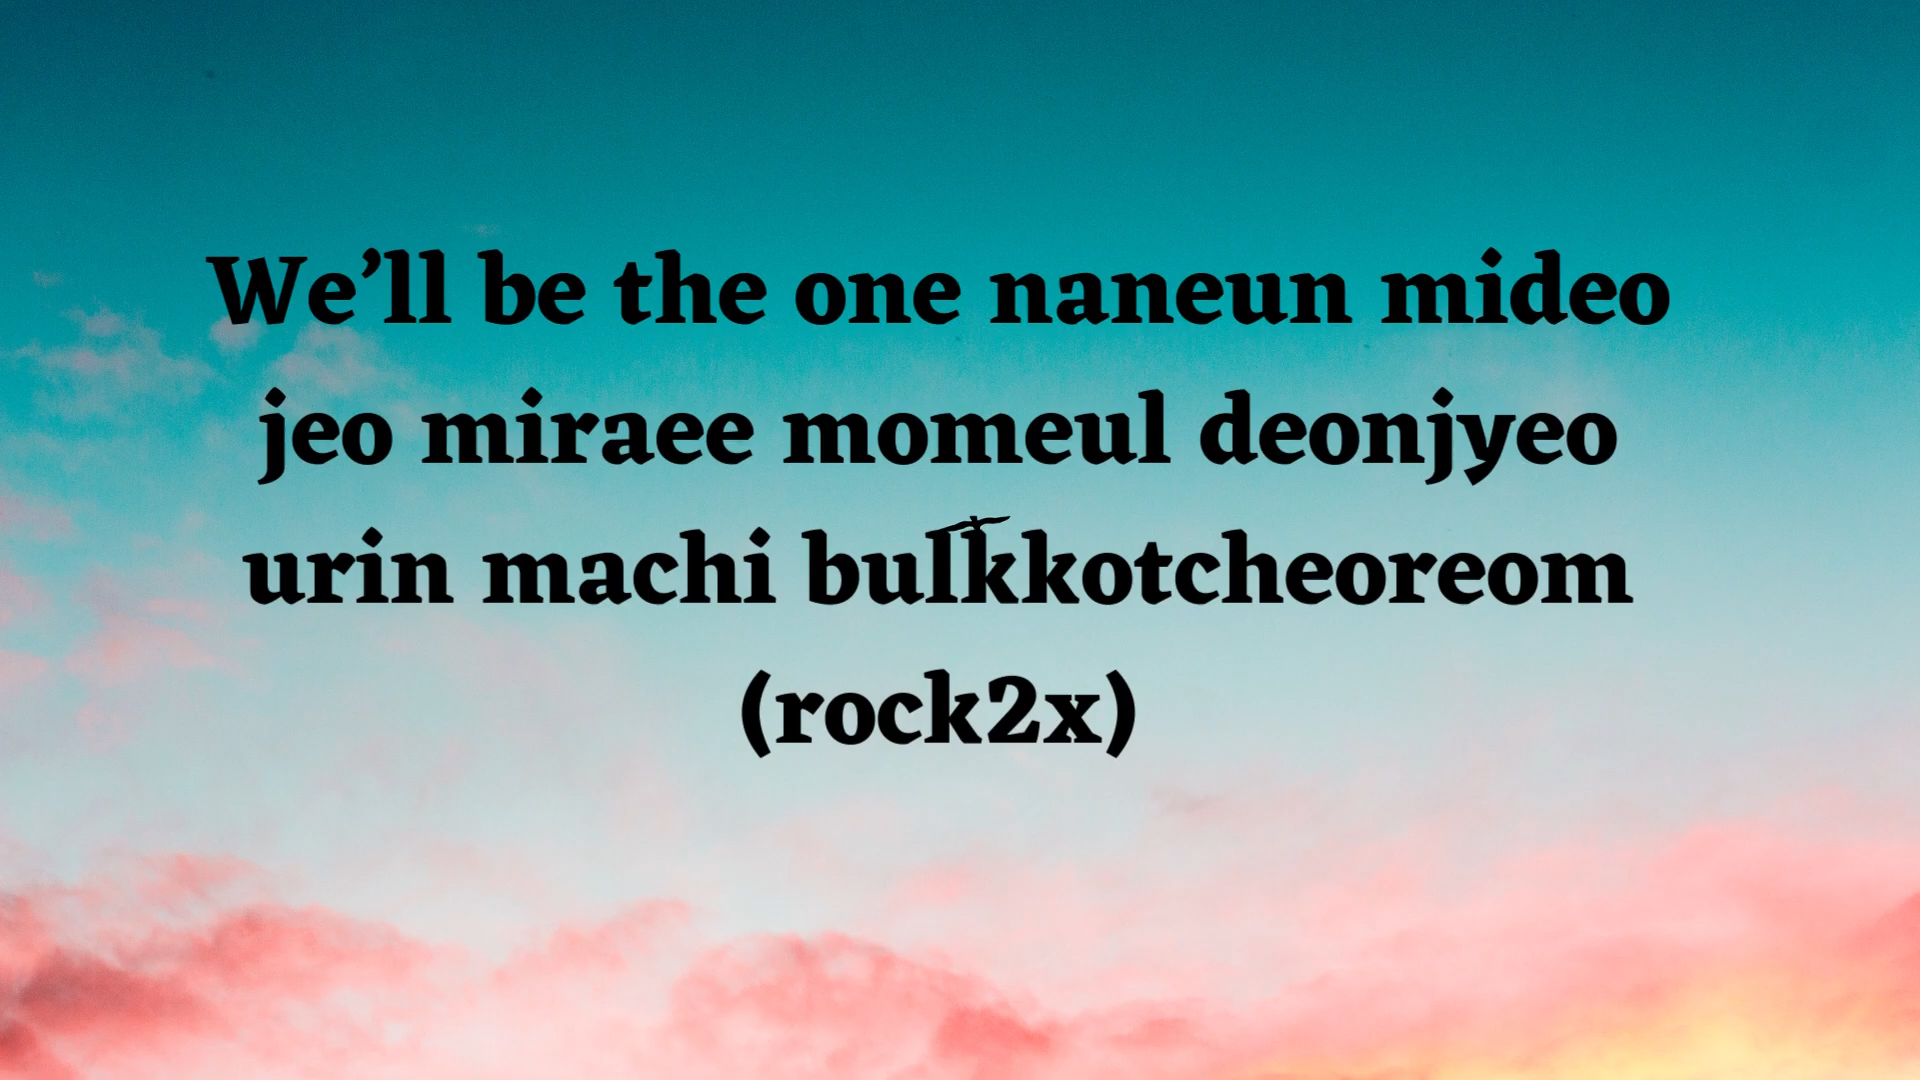 We’ll be the one naneun mideo
jeo miraee momeul deonjyeo
urin machi bulkkotcheoreom
(rock2x)